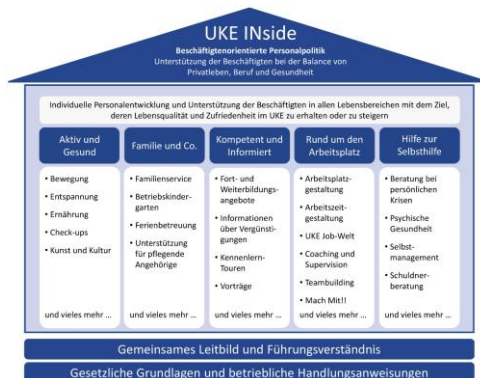 UKE INside
Beschäftigtenorientierte Personalpolitik
Unterstützung der Beschäftigten bei der Balance von
Privatleben, Beruf und Gesundheit
Individuelle Personalentwicklung und Unterstützung der Beschäftigten in allen Lebensbereichen mit dem Ziel,
deren Lebensqualität und Zufriedenheit im UKE zu erhalten oder zu steigern
Aktiv und
Gesund
• Bewegung
• Entspannung
• Ernährung
• Check-ups
• Kunst und Kultur
und vieles mehr ...
Familie und Co.
• Familienservice
• Betriebskinder-
garten
• Ferienbetreuung
• Unterstützung
für pflegende
Angehörige
und vieles mehr ...
Kompetent und
Informiert
• Fort- und
Weiterbildungs-
angebote
• Informationen
über Vergünsti-
gungen
• Kennenlern-
Touren
• Vorträge
und vieles mehr ...
Rund um den
Arbeitsplatz
• Arbeitsplatz-
gestaltung
• Arbeitszeit-
gestaltung
• UKE Job-Welt
• Coaching und
Supervision
• Teambuilding
• Mach Mit!!
und vieles mehr ...
Hilfe zur
Selbsthilfe
• Beratung bei
persönlichen
Krisen
• Psychische
Gesundheit
• Selbst-
management
• Schuldner-
beratung
und vieles mehr ...
Gemeinsames Leitbild und Führungsverständnis
Gesetzliche Grundlagen und betriebliche Handlungsanweisungen